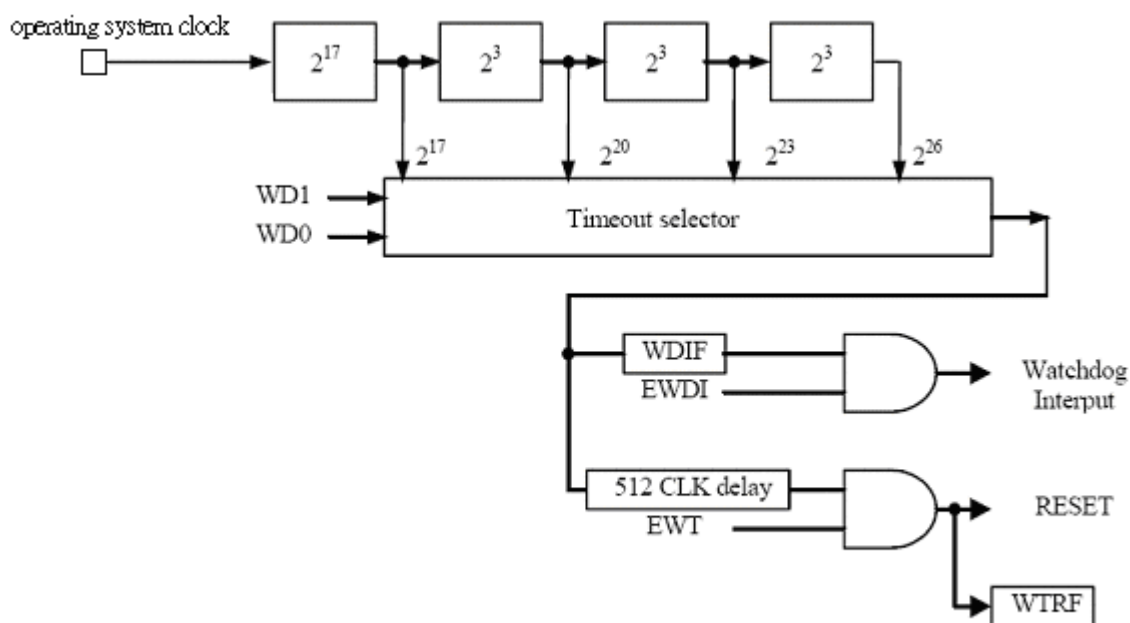 operating system clock
2^17
2^3
2^3
2^3
2^17
2^20
2^23
2^26
WD1
WD0
Timeout selector
WDIF
EWDI
Watchdog
Interput
512 CLK delay
EWT
RESET
WTRF